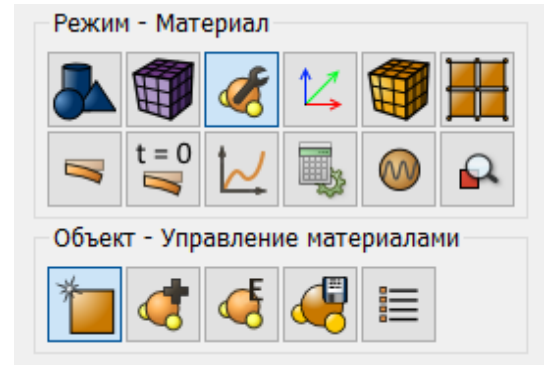 Режим - Материал
t = 0
Объект - Управление материалами
E